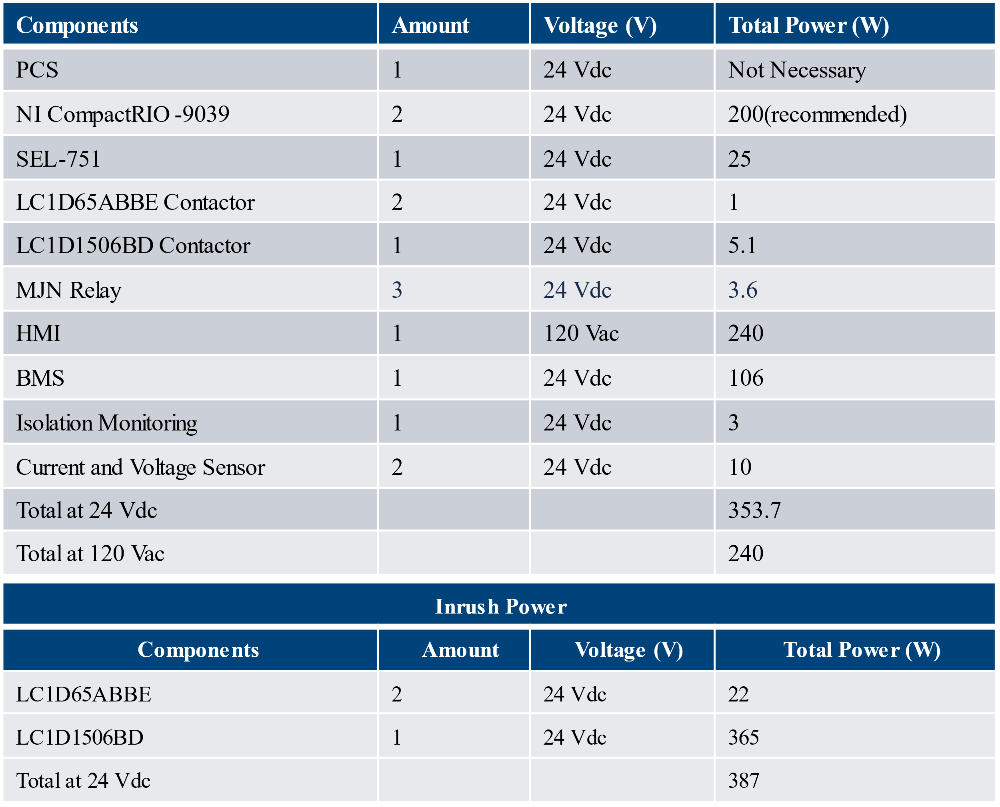 Components Amount Voltage (V) Total Power (W)
PCS 1 24 Vdc Not Necessary
NI CompactRIO -9039 2 24 Vdc 200(recommended)
SEL-751 1 24 Vdc 25
LC1D65ABBE Contactor 2 24 Vdc 1
LC1D1506BD Contactor 1 24 Vdc 5.1
MJN Relay 3 24 Vdc 3.6
HMI 1 120 Vac 240
BMS 1 24 Vdc 106
Isolation Monitoring 1 24 Vdc 3
Current and Voltage Sensor 2 24 Vdc 10
Total at 24 Vdc 353.7
Total at 120 Vac 240
Inrush Power
Components Amount Voltage (V) Total Power (W)
LC1D65ABBE 2 24 Vdc 22
LC1D1506BD 1 24 Vdc 365
Total at 24 Vdc 387